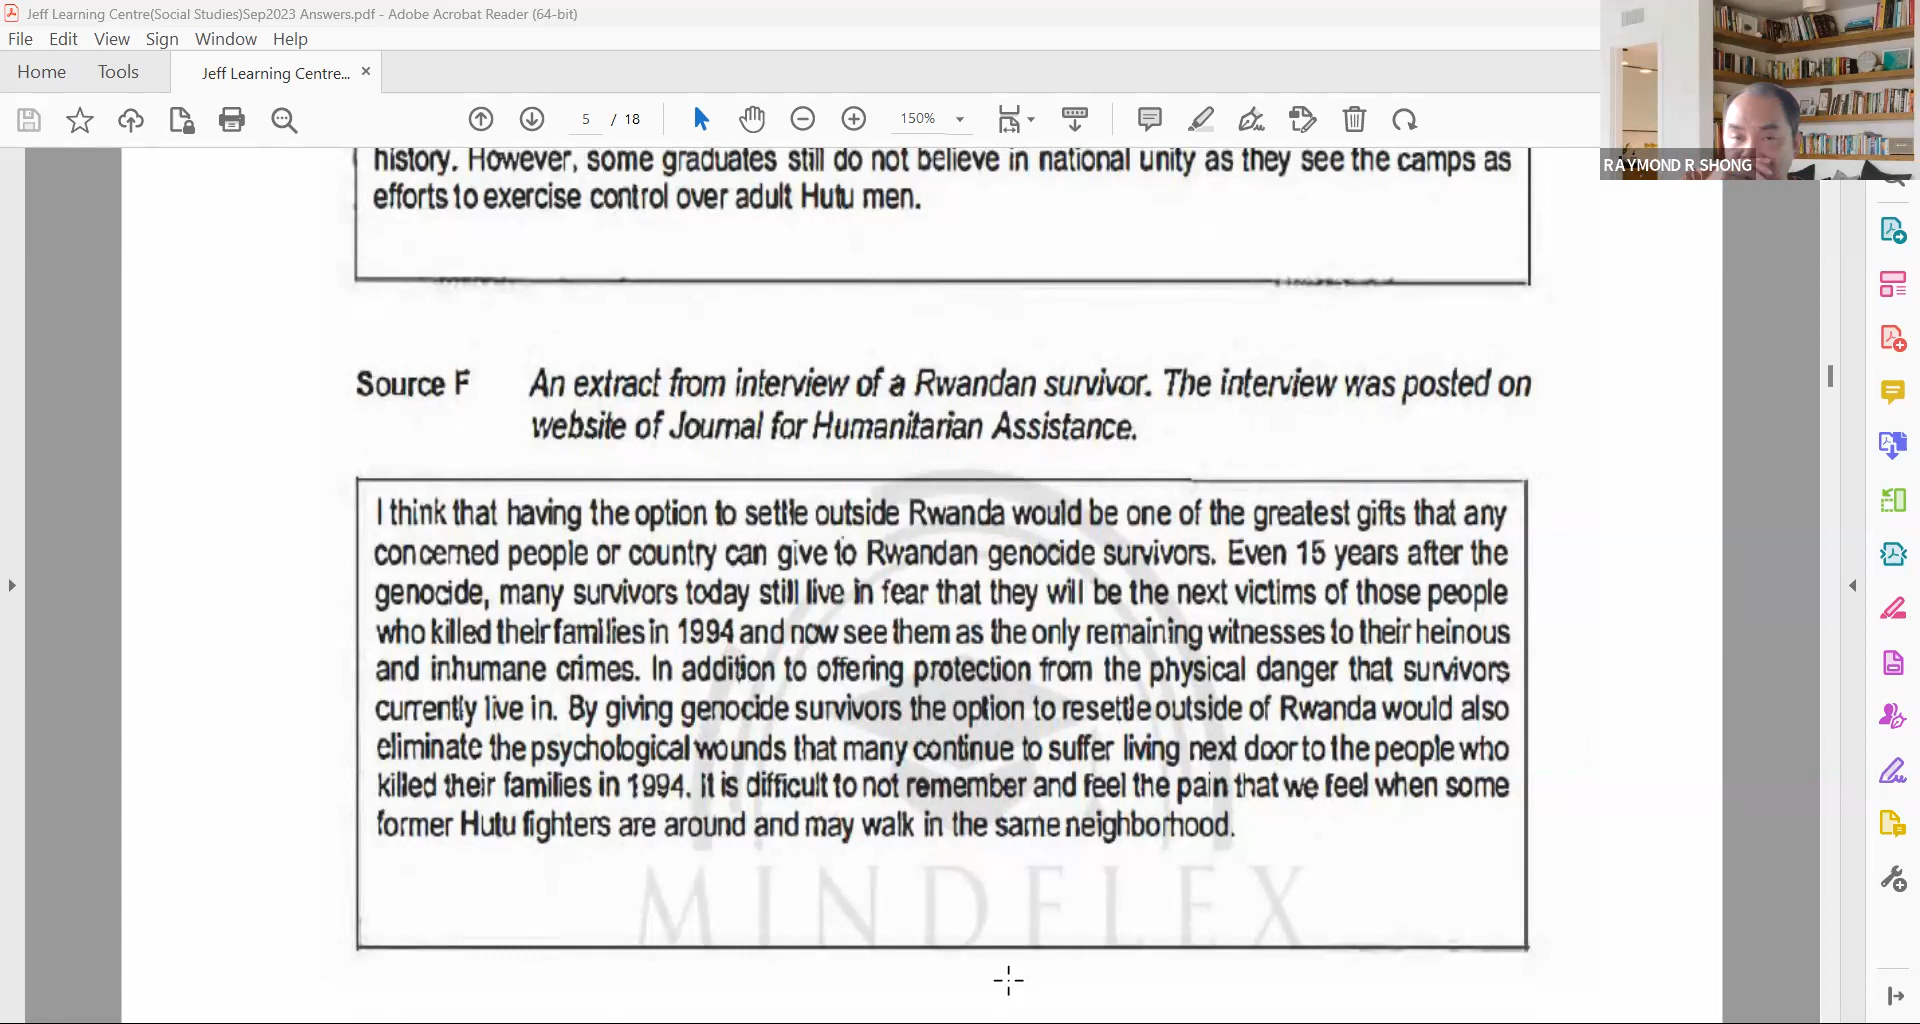 Jeff Learning Centre(Social Studies)Sep2023 Answers.pdf - Adobe Acrobat Reader (64-bit)
File Edit View Sign Window Help
Home Tools Jeff Learning Centre... ×
5 / 18 150%
RAYMOND R SHONG
history. However, some graduates still do not believe in national unity as they see the camps as
efforts to exercise control over adult Hutu men.
Source F An extract from interview of a Rwandan survivor. The interview was posted on
website of Journal for Humanitarian Assistance.
I think that having the option to settle outside Rwanda would be one of the greatest gifts that any
concerned people or country can give to Rwandan genocide survivors. Even 15 years after the
genocide, many survivors today still live in fear that they will be the next victims of those people
who killed their families in 1994 and now see them as the only remaining witnesses to their heinous
and inhumane crimes. In addition to offering protection from the physical danger that survivors
currently live in. By giving genocide survivors the option to resettle outside of Rwanda would also
eliminate the psychological wounds that many continue to suffer living next door to the people who
killed their families in 1994. It is difficult to not remember and feel the pain that we feel when some
former Hutu fighters are around and may walk in the same neighborhood.
MINDFLEX